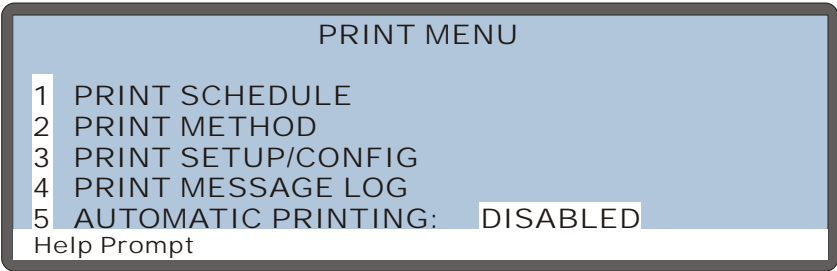 PRINT MENU
1 PRINT SCHEDULE
2 PRINT METHOD
3 PRINT SETUP/CONFIG
4 PRINT MESSAGE LOG
5 AUTOMATIC PRINTING: DISABLED
Help Prompt